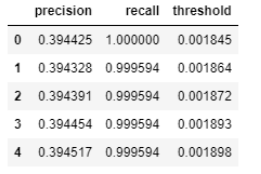 precision recall threshold
0 0.394425 1.000000 0.001845
1 0.394328 0.999594 0.001864
2 0.394391 0.999594 0.001872
3 0.394454 0.999594 0.001893
4 0.394517 0.999594 0.001898